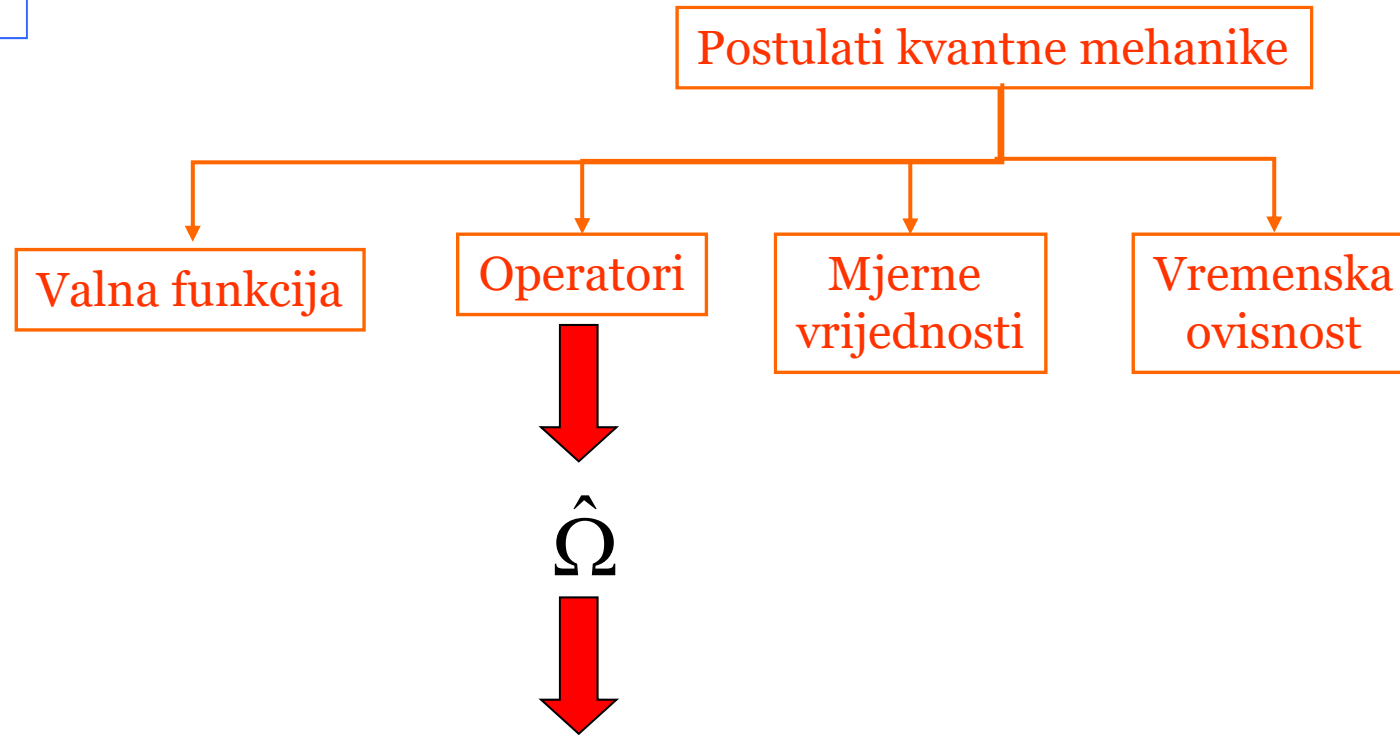 Postulati kvantne mehanike
Valna funkcija
Operatori
Mjerne
vrijednosti
Vremenska
ovisnost
Ω̂